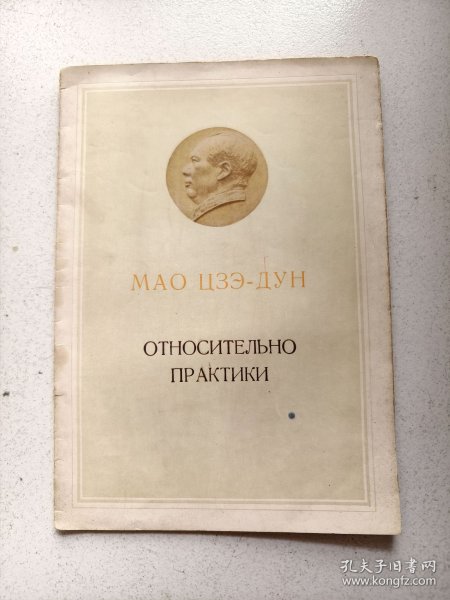 МАО ЦЗЭ-ДУН
ОТНОСИТЕЛЬНО
ПРАКТИКИ
孔夫子旧书网
www.kongfz.com